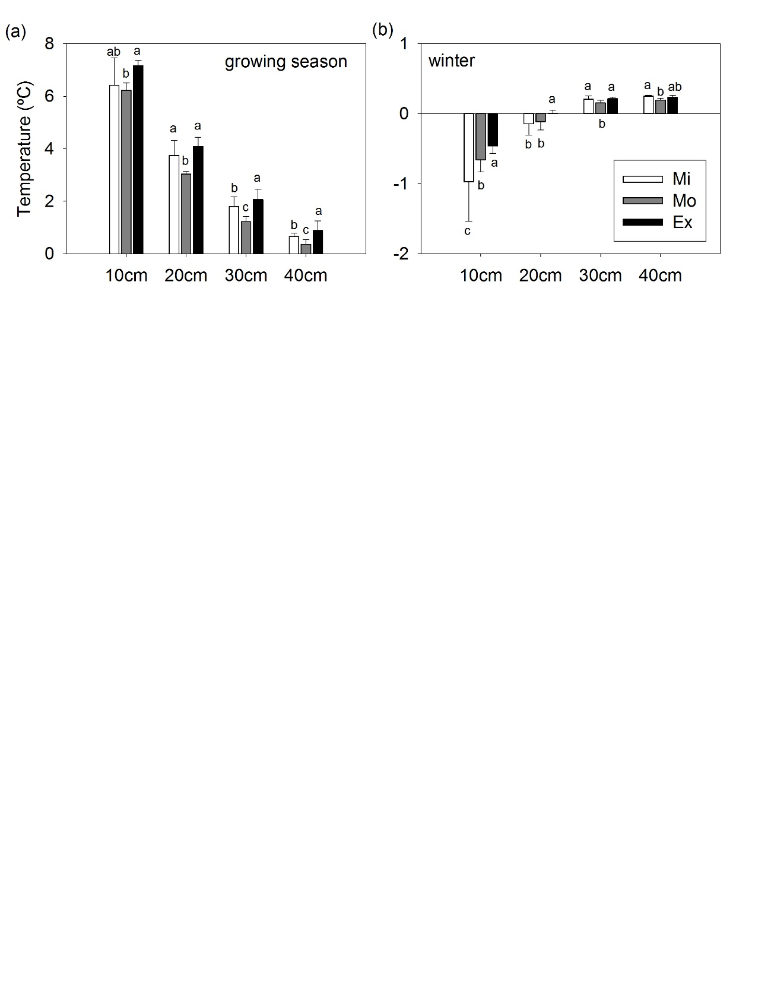 (a)
8
6
4
2
0
Temperature (ºC)
growing season
ab
b
a
a
b
a
b
c
a
b
c
a
10cm 20cm 30cm 40cm
(b)
1
0
-1
-2
winter
c
b
a
b
b
a
a
b
a
a
b
ab
Mi
Mo
Ex
10cm 20cm 30cm 40cm